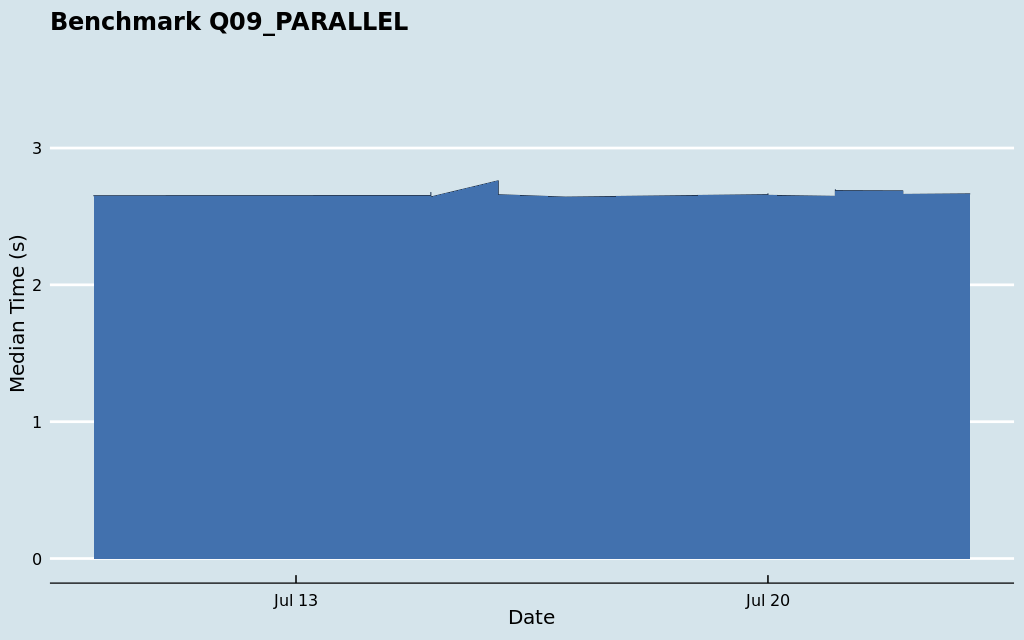 Benchmark Q09_PARALLEL
3
2
1
0
Median Time (s)
Jul 13
Jul 20
Date